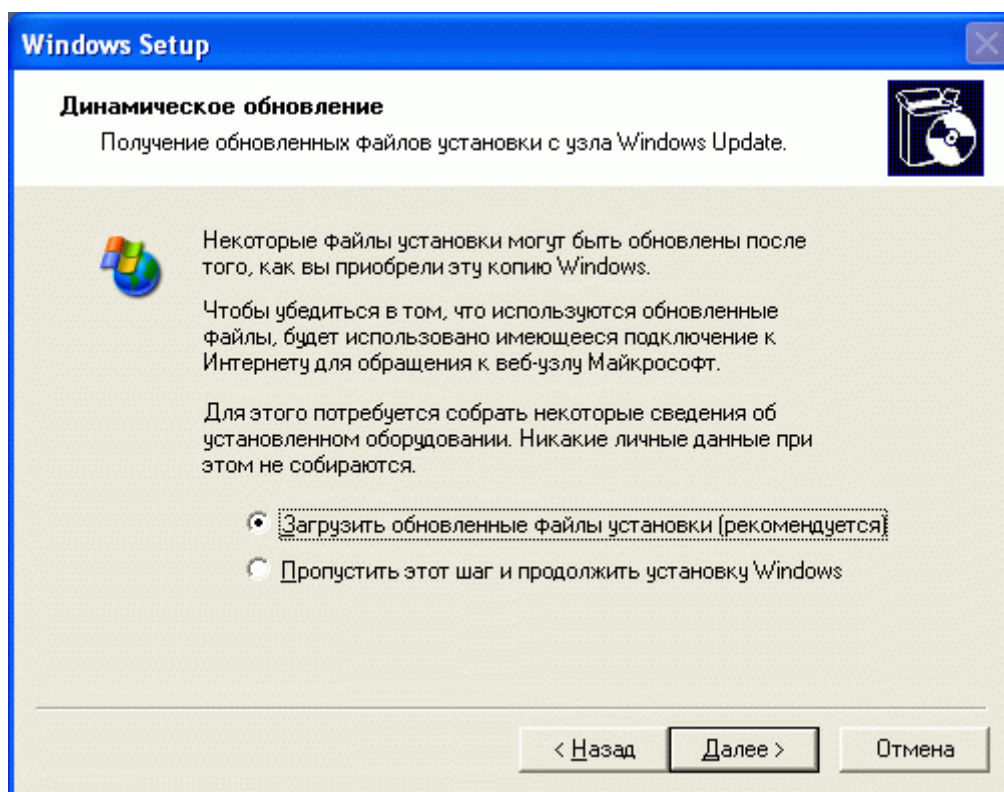 Windows Setup
Динамическое обновление
Получение обновленных файлов установки с узла Windows Update.
Некоторые файлы установки могут быть обновлены после
того, как вы приобрели эту копию Windows.
Чтобы убедиться в том, что используются обновленные
файлы, будет использовано имеющееся подключение к
Интернету для обращения к веб-узлу Майкрософт.
Для этого потребуется собрать некоторые сведения об
установленном оборудовании. Никакие личные данные при
этом не собираются.
Загрузить обновленные файлы установки (рекомендуется)
Пропустить этот шаг и продолжить установку Windows
< Назад Далее > Отмена